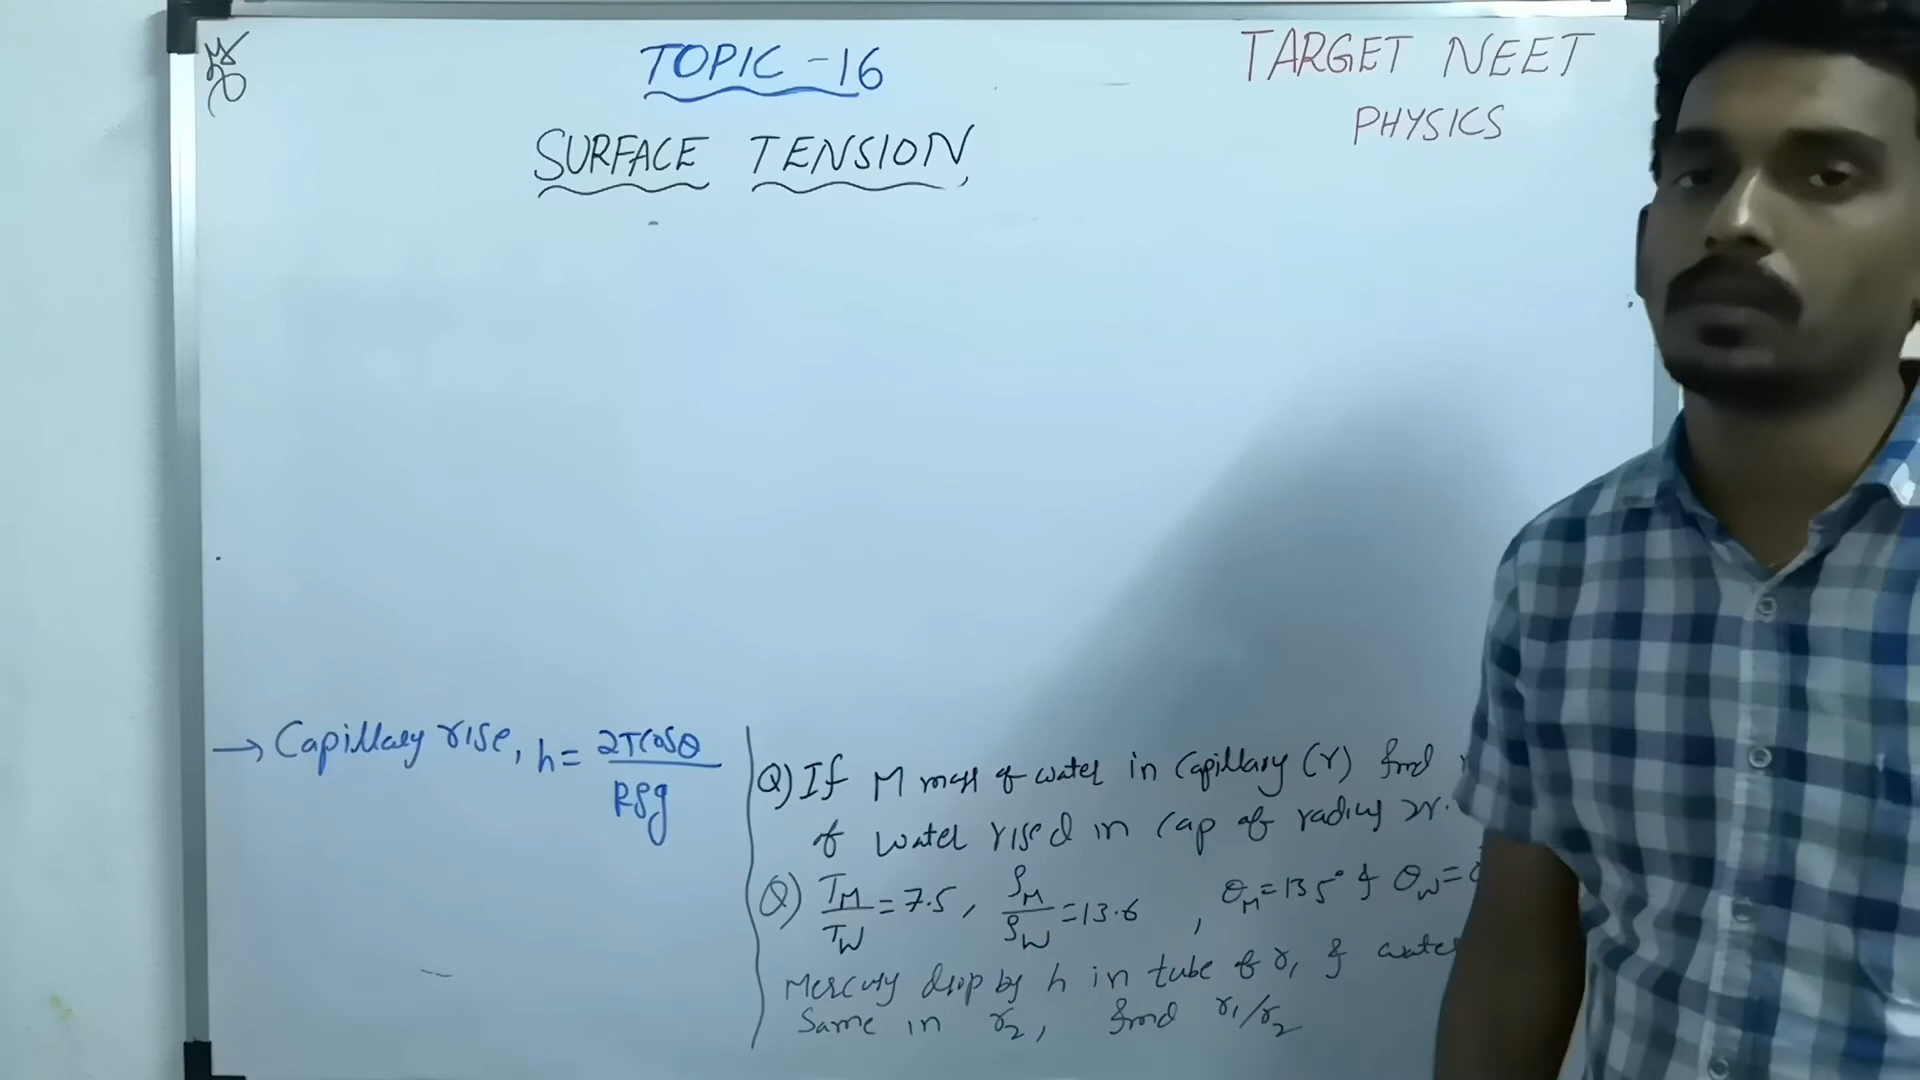 TOPIC - 16
TARGET NEET
PHYSICS
SURFACE TENSION
→ Capillary rise, h = 2Tcosθ / Rρg
Q) If M mass of water in Capillary (r) find
of water rised in cap of radius 2r.
Q) TM/TW = 7.5, ρM/ρW = 13.6, θM = 135° & θW =
Mercury drop by h in tube of r1 & water
Same in r2, find r1/r2